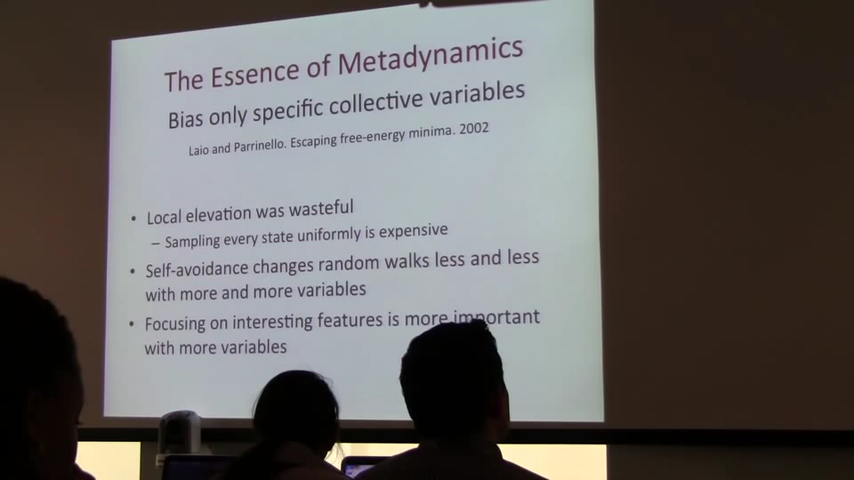 The Essence of Metadynamics
Bias only specific collective variables
Laio and Parrinello. Escaping free-energy minima. 2002
• Local elevation was wasteful
– Sampling every state uniformly is expensive
• Self-avoidance changes random walks less and less
with more and more variables
• Focusing on interesting features is more important
with more variables